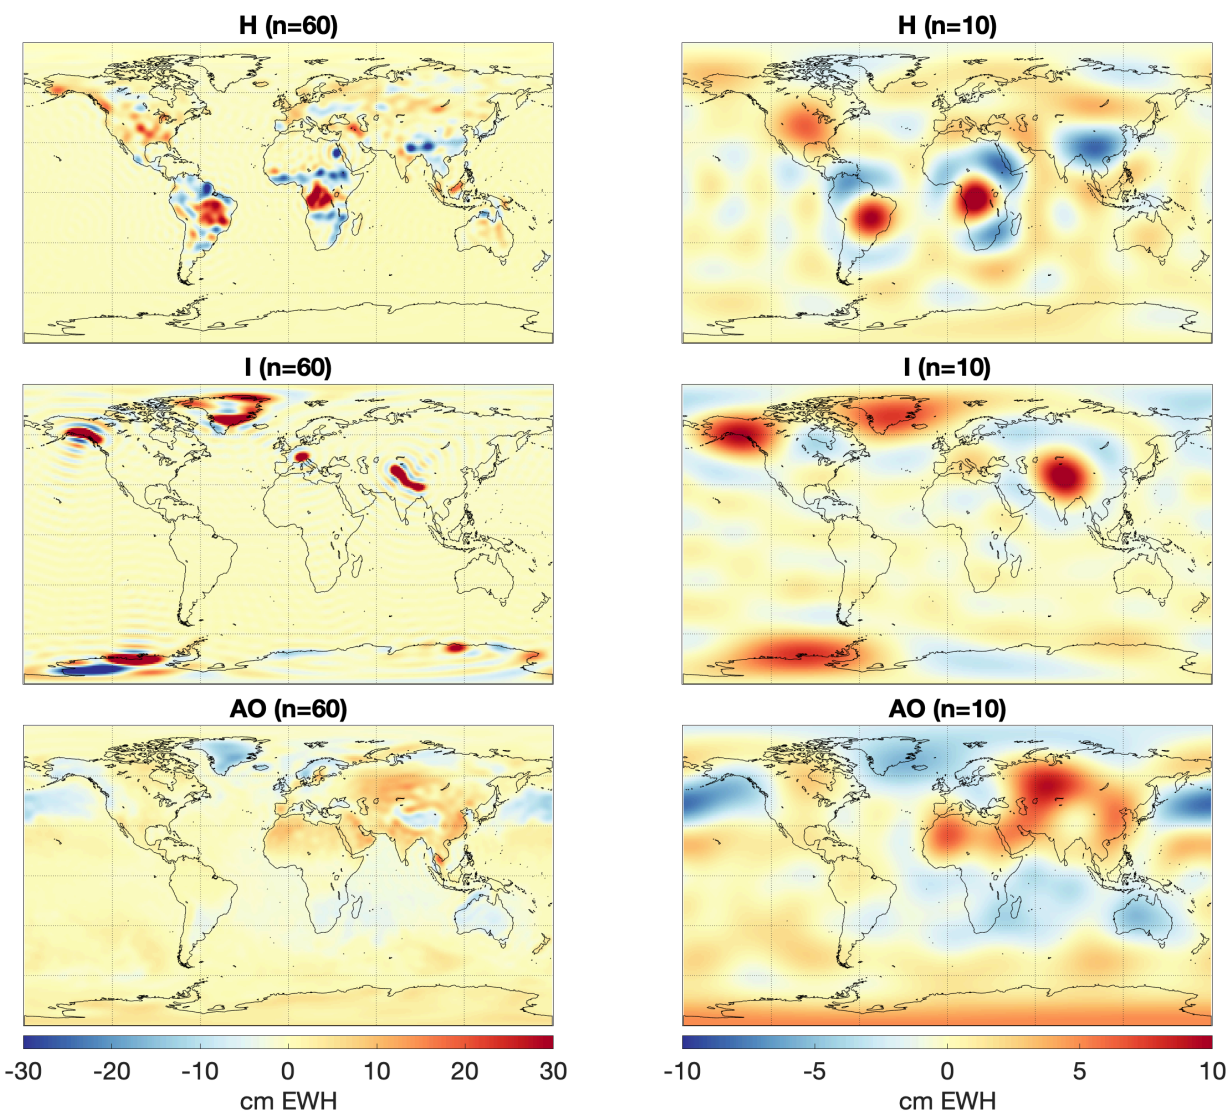 H (n=60)
H (n=10)
I (n=60)
I (n=10)
AO (n=60)
AO (n=10)
-30 -20 -10 0 10 20 30
cm EWH
-10 -5 0 5 10
cm EWH